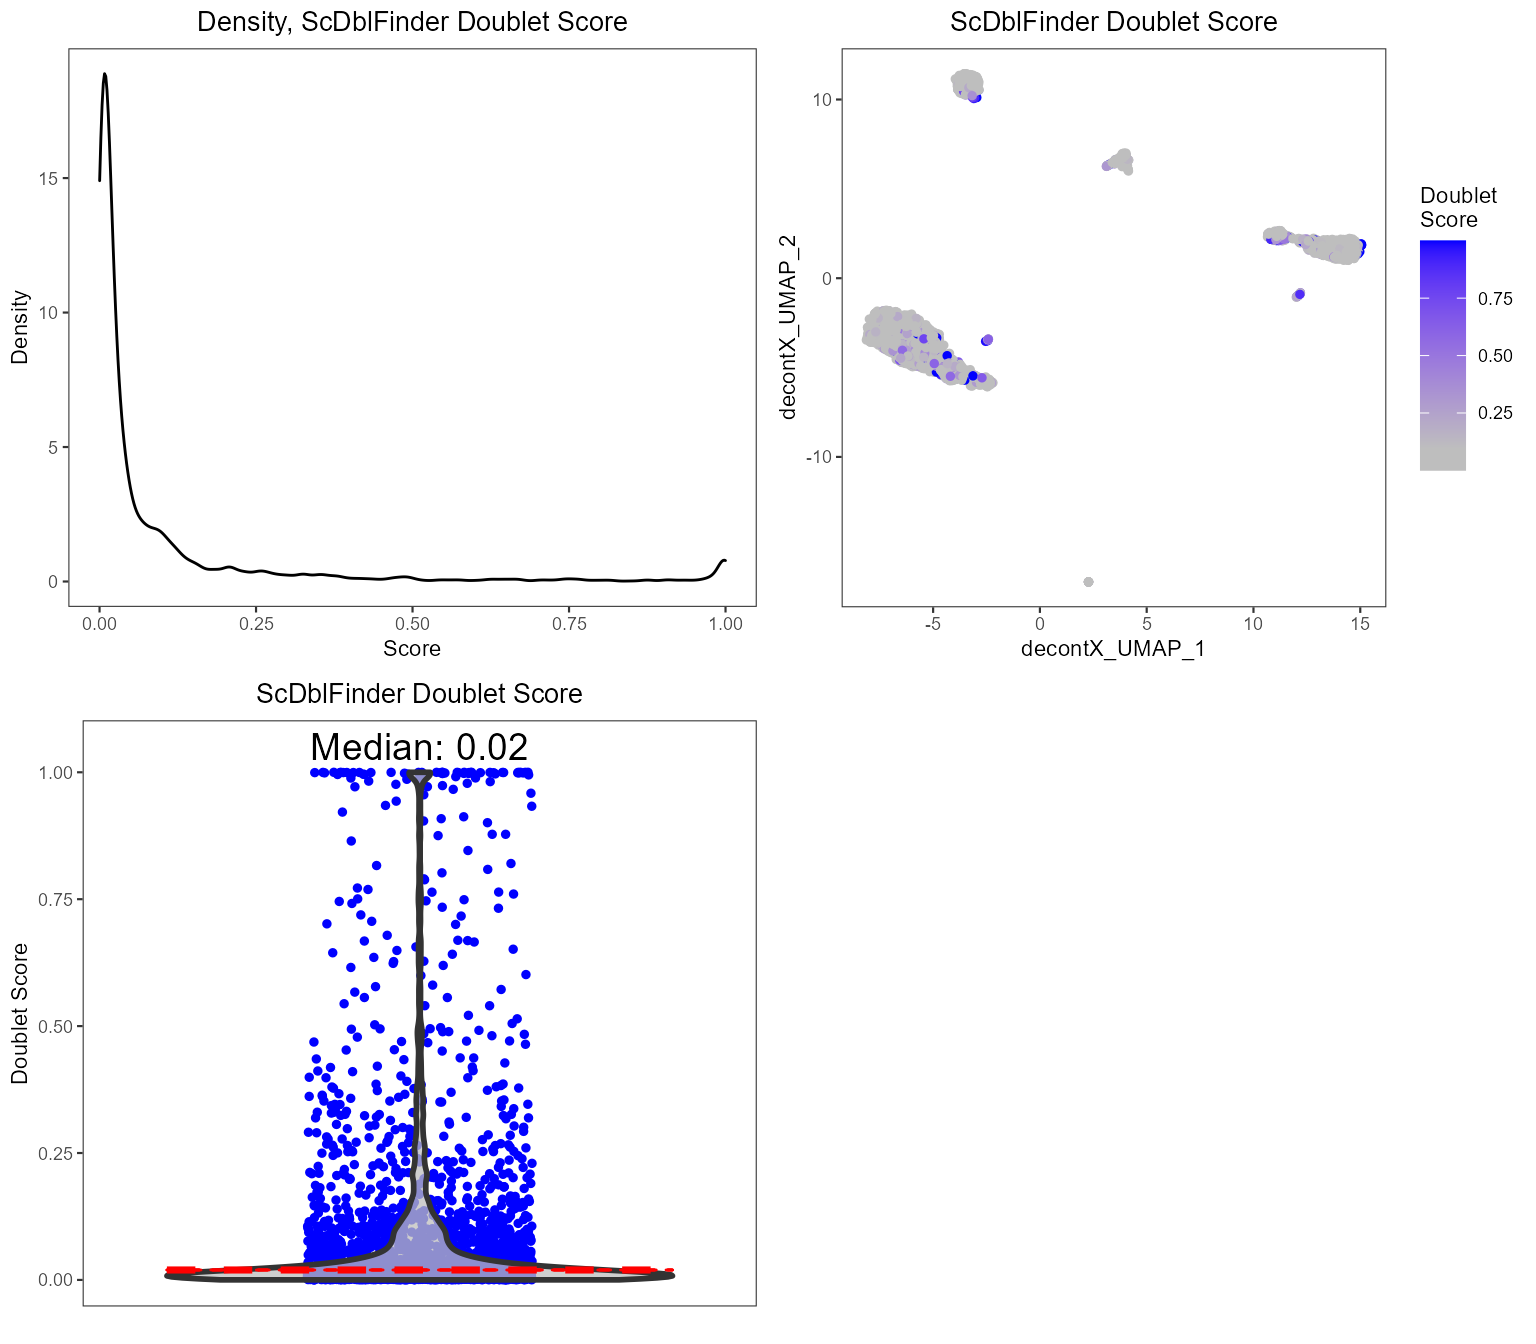 Density, ScDblFinder Doublet Score
Density
15
10
5
0
0.00 0.25 0.50 0.75 1.00
Score
ScDblFinder Doublet Score
decontX_UMAP_2
10
0
-10
-5 0 5 10 15
decontX_UMAP_1
Doublet
Score
0.75
0.50
0.25
ScDblFinder Doublet Score
Median: 0.02
Doublet Score
1.00
0.75
0.50
0.25
0.00